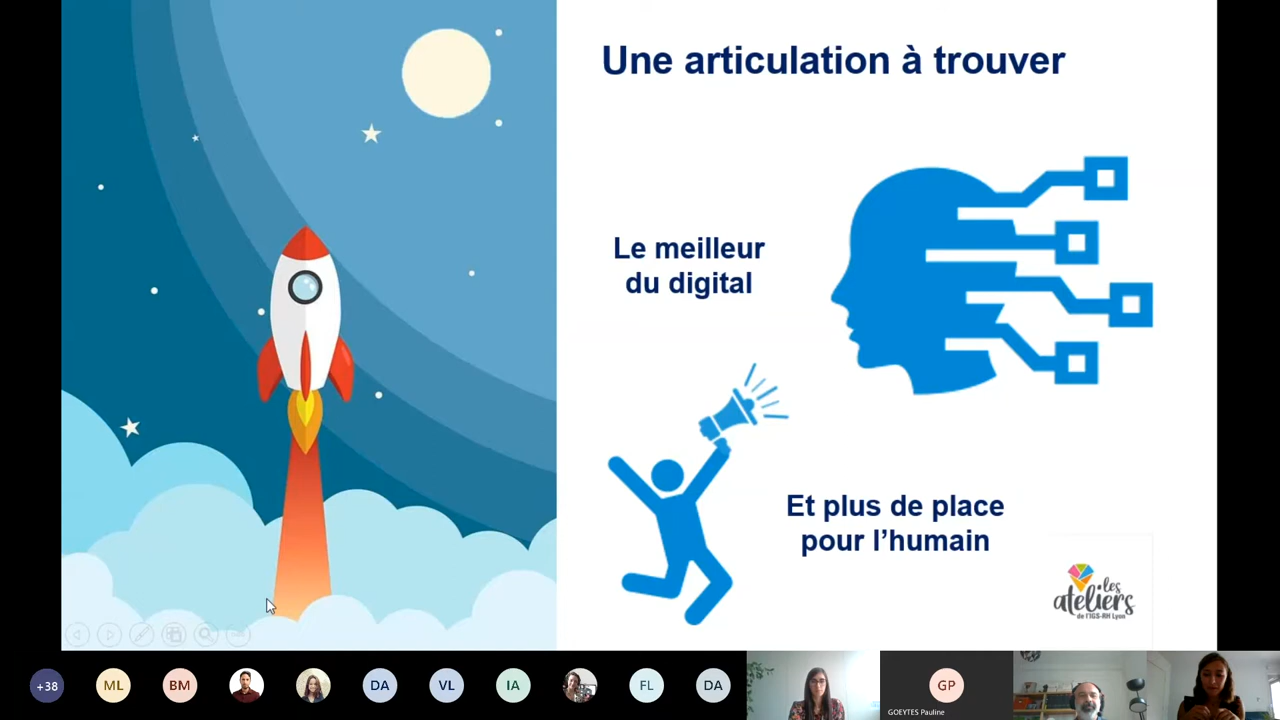 Une articulation à trouver
Le meilleur
du digital
Et plus de place
pour l'humain
les
ateliers
de l'IGS-RH Lyon
+38
ML
BM
DA
VL
IA
FL
DA
GP
GOEYTES Pauline